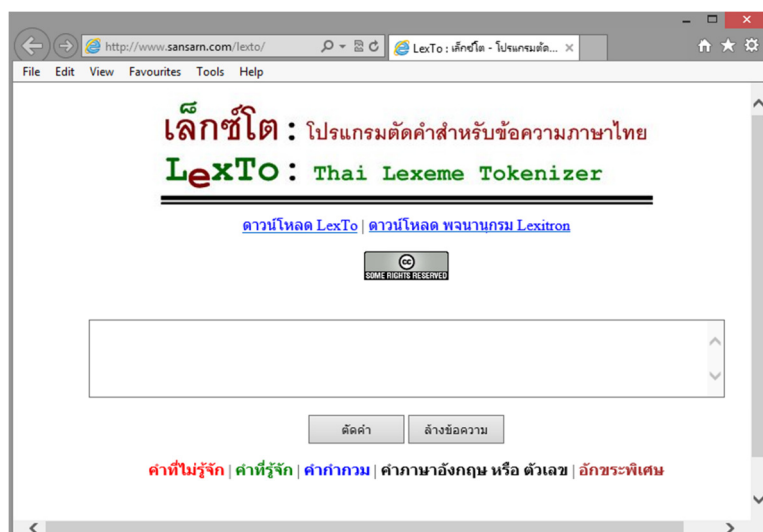 http://www.sansarn.com/lexto/
LexTo : เล็กซ์โต - โปรแกรมตัด...
File Edit View Favourites Tools Help
เล็กซ์โต : โปรแกรมตัดคำสำหรับข้อความภาษาไทย
LexTo : Thai Lexeme Tokenizer
ดาวน์โหลด LexTo | ดาวน์โหลด พจนานุกรม Lexitron
cc
SOME RIGHTS RESERVED
ตัดคำ ล้างข้อความ
คำที่ไม่รู้จัก | คำที่รู้จัก | คำกำกวม | คำภาษาอังกฤษ หรือ ตัวเลข | อักขระพิเศษ